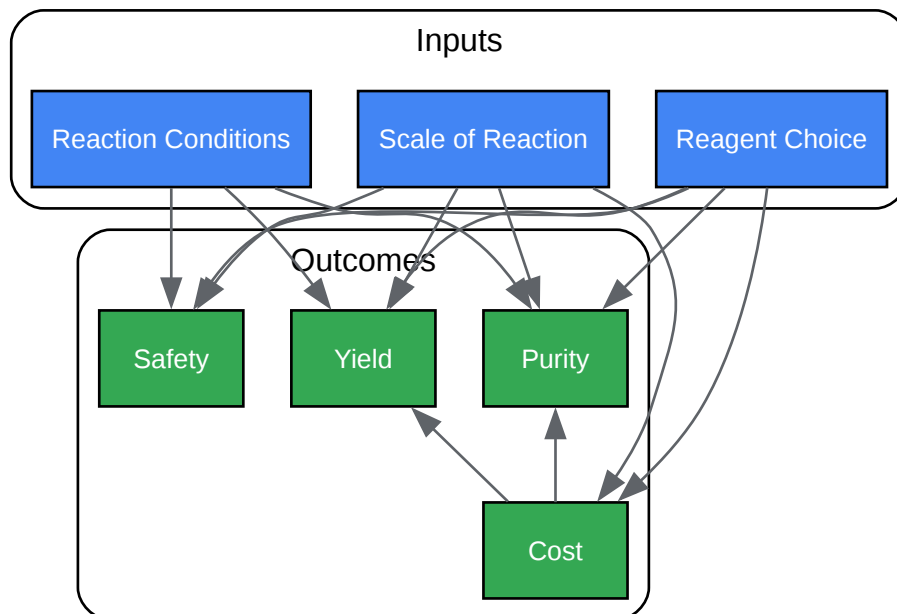 Inputs
Reaction Conditions
Scale of Reaction
Reagent Choice
Outcomes
Safety
Yield
Purity
Cost